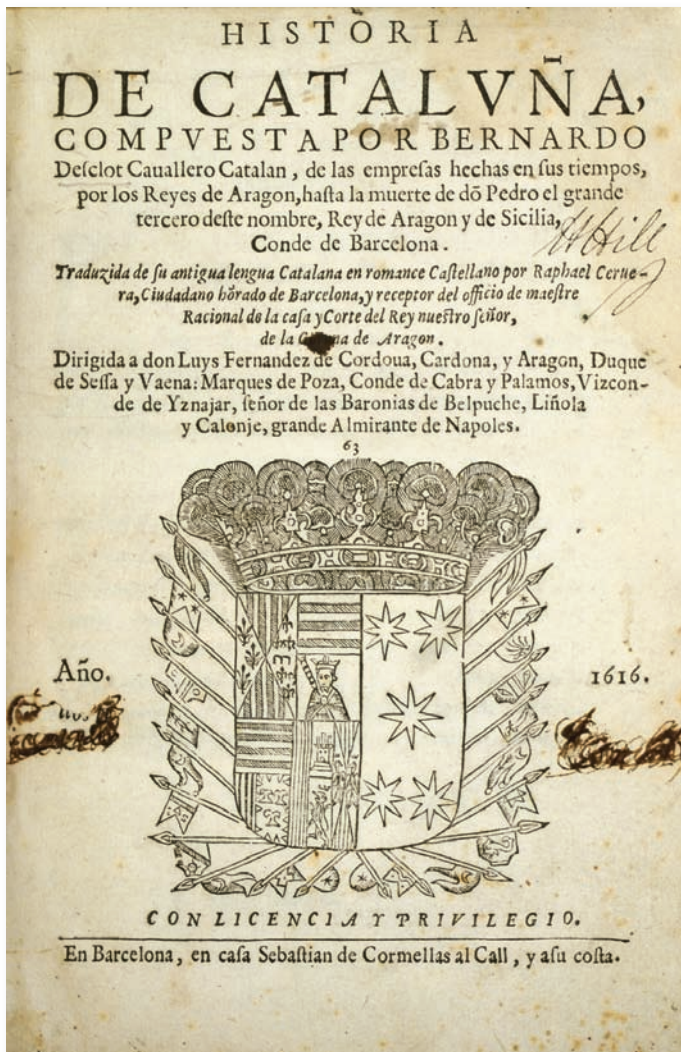 HISTORIA
DE CATALVÑA,
COMPVESTA POR BERNARDO
Deſclot Cauallero Catalan, de las empreſas hechas en ſus tiempos,
por los Reyes de Aragon, haſta la muerte de dõ Pedro el grande
tercero deſte nombre, Rey de Aragon y de Sicilia,
Conde de Barcelona.
Hill
Traduzida de ſu antigua lengua Catalana en romance Caſtellano por Raphael Cerue-
ra, Ciudadano hõrado de Barcelona, y receptor del officio de maeſtre
Racional de la caſa y Corte del Rey nueſtro ſeñor,
de la na de Aragon.
Dirigida a don Luys Fernandez de Cordoua, Cardona, y Aragon, Duque
de Seſſa y Vaena: Marques de Poza, Conde de Cabra y Palamos, Vizcon-
de de Yznajar, ſeñor de las Baronias de Belpuche, Liñola
y Calonje, grande Almirante de Napoles.
63
Año. 1616.
CON LICENCIA Y PRIVILEGIO.
En Barcelona, en caſa Sebaſtian de Cormellas al Call, y aſu coſta.